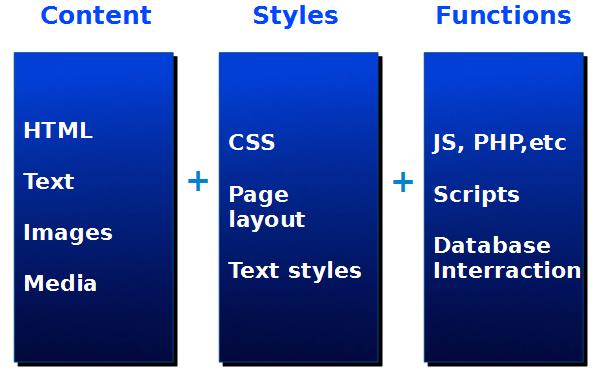 Content
HTML
Text
Images
Media
+
Styles
CSS
Page
layout
Text styles
+
Functions
JS, PHP,etc
Scripts
Database
Interraction